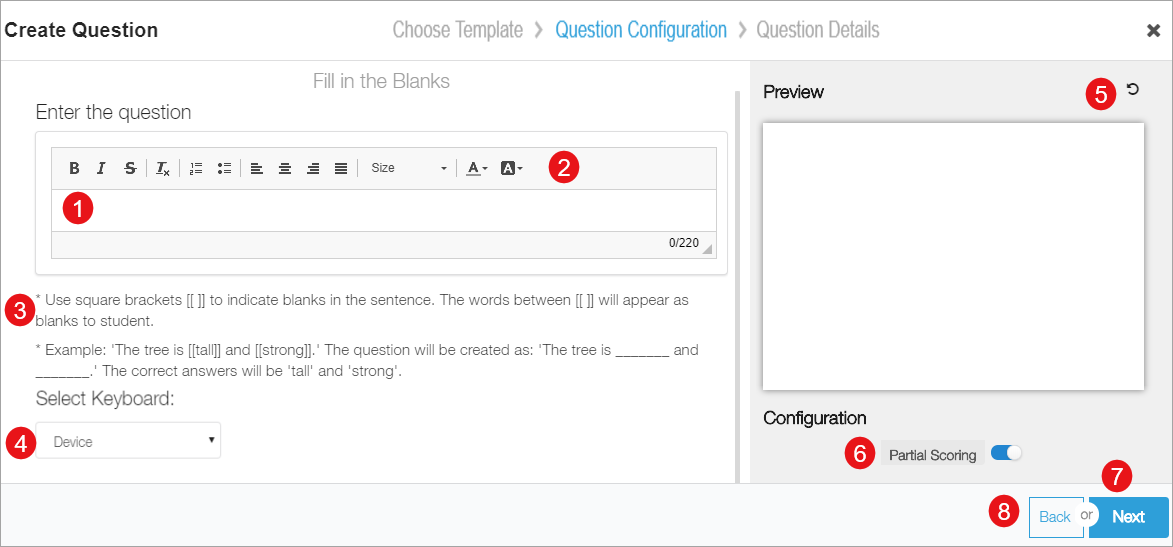 Create Question
Choose Template > Question Configuration > Question Details
Fill in the Blanks
Enter the question
B I S Tx Size A A 2
1
0/220
3
* Use square brackets [[ ]] to indicate blanks in the sentence. The words between [[ ]] will appear as
blanks to student.
* Example: 'The tree is [[tall]] and [[strong]].' The question will be created as: 'The tree is _______ and
_______.' The correct answers will be 'tall' and 'strong'.
Select Keyboard:
4 Device
Preview 5
Configuration
6 Partial Scoring
7
8 Back or Next